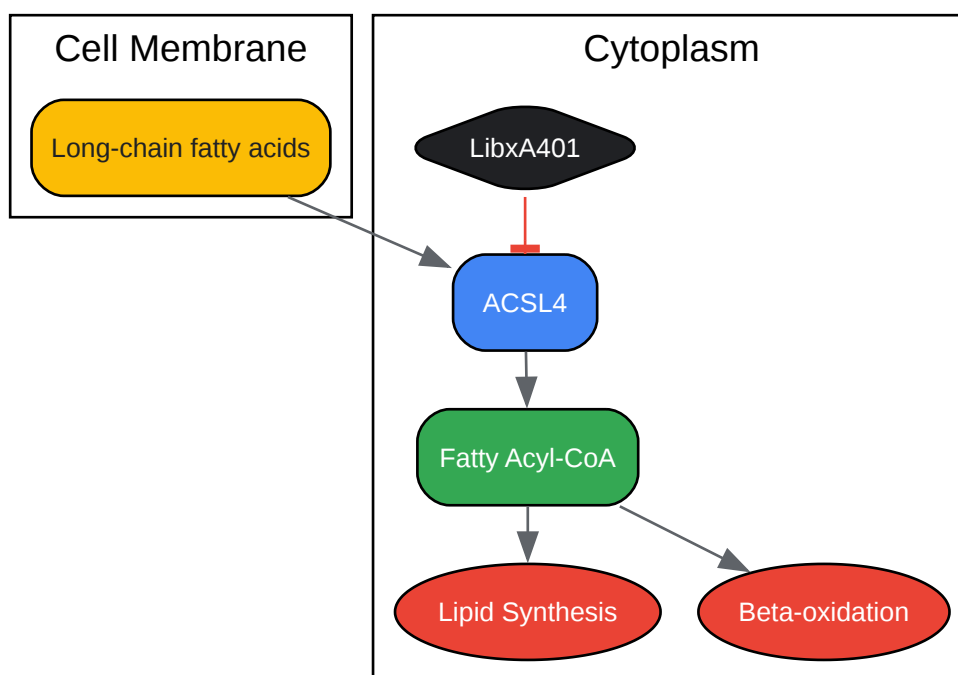 Cell Membrane
Cytoplasm
Long-chain fatty acids
LibxA401
ACSL4
Fatty Acyl-CoA
Lipid Synthesis
Beta-oxidation